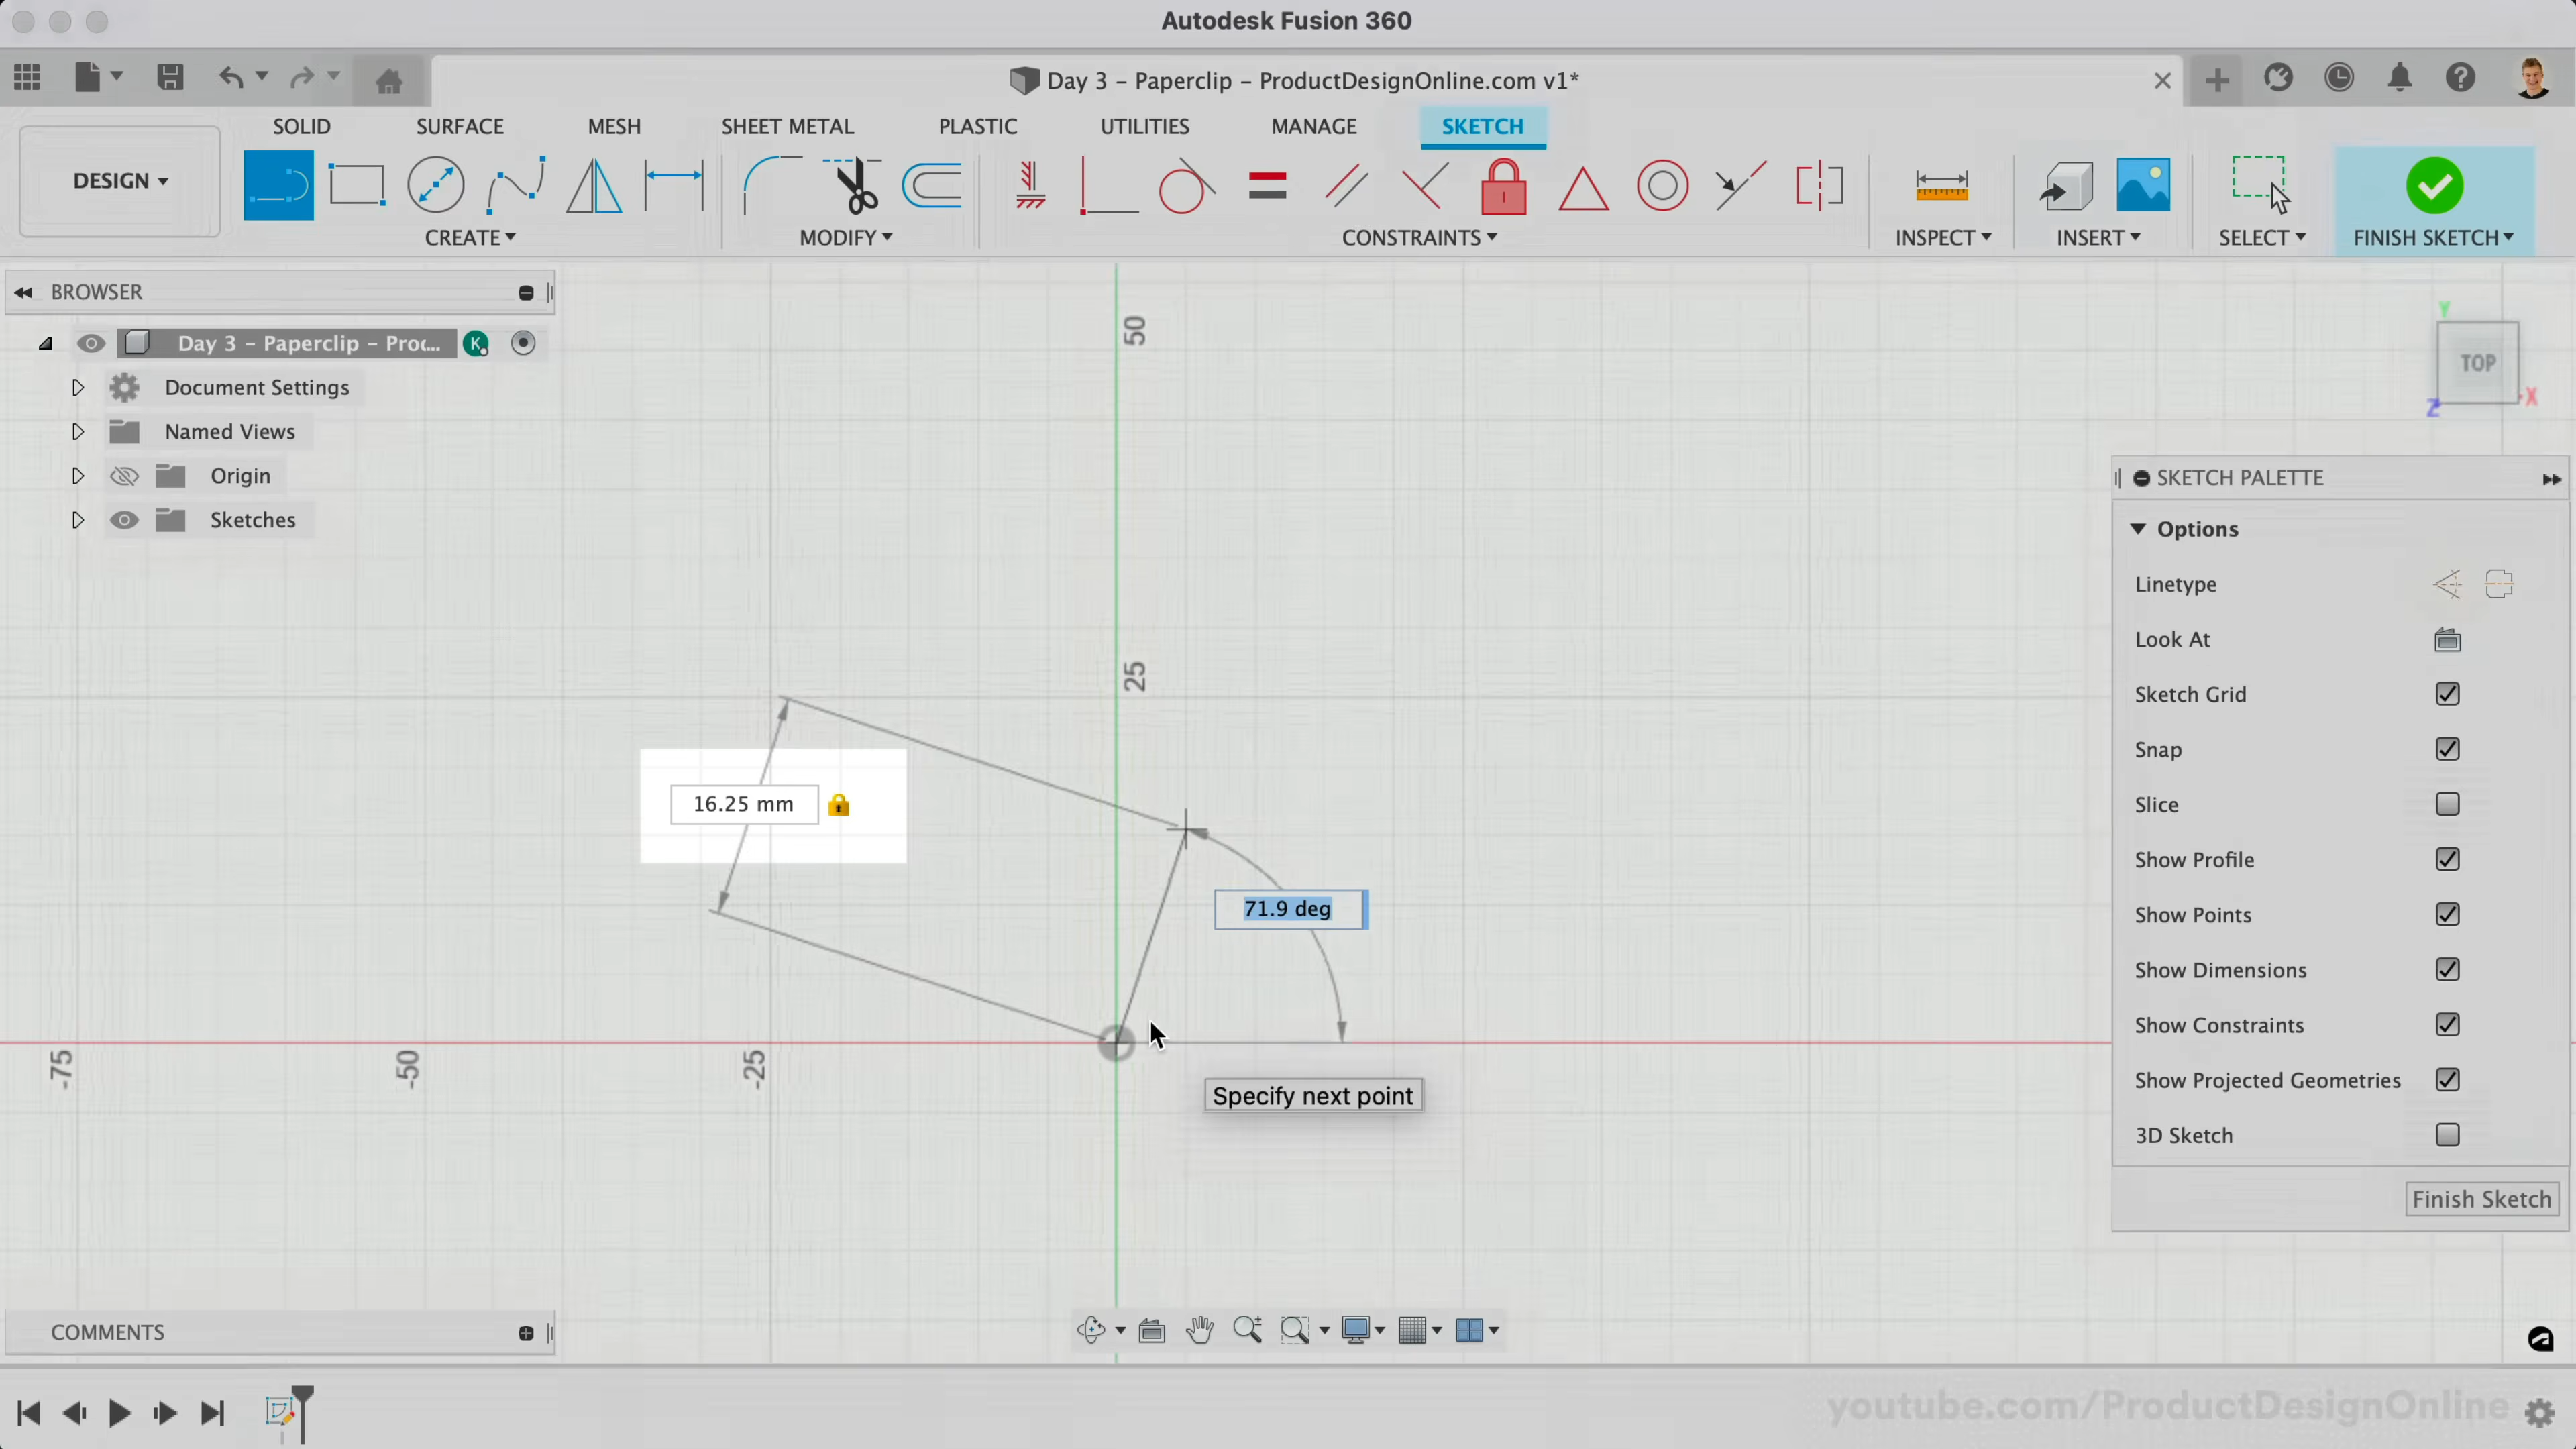 Autodesk Fusion 360
Day 3 – Paperclip – ProductDesignOnline.com v1*
SOLID SURFACE MESH SHEET METAL PLASTIC UTILITIES MANAGE SKETCH
DESIGN
CREATE MODIFY CONSTRAINTS INSPECT INSERT SELECT FINISH SKETCH
BROWSER
Day 3 – Paperclip – Proc...
K
Document Settings
Named Views
Origin
Sketches
50
25
-75
-50
-25
16.25 mm
71.9 deg
Specify next point
Y
TOP
X
Z
SKETCH PALETTE
Options
Linetype
Look At
Sketch Grid
Snap
Slice
Show Profile
Show Points
Show Dimensions
Show Constraints
Show Projected Geometries
3D Sketch
Finish Sketch
COMMENTS
youtube.com/ProductDesignOnline